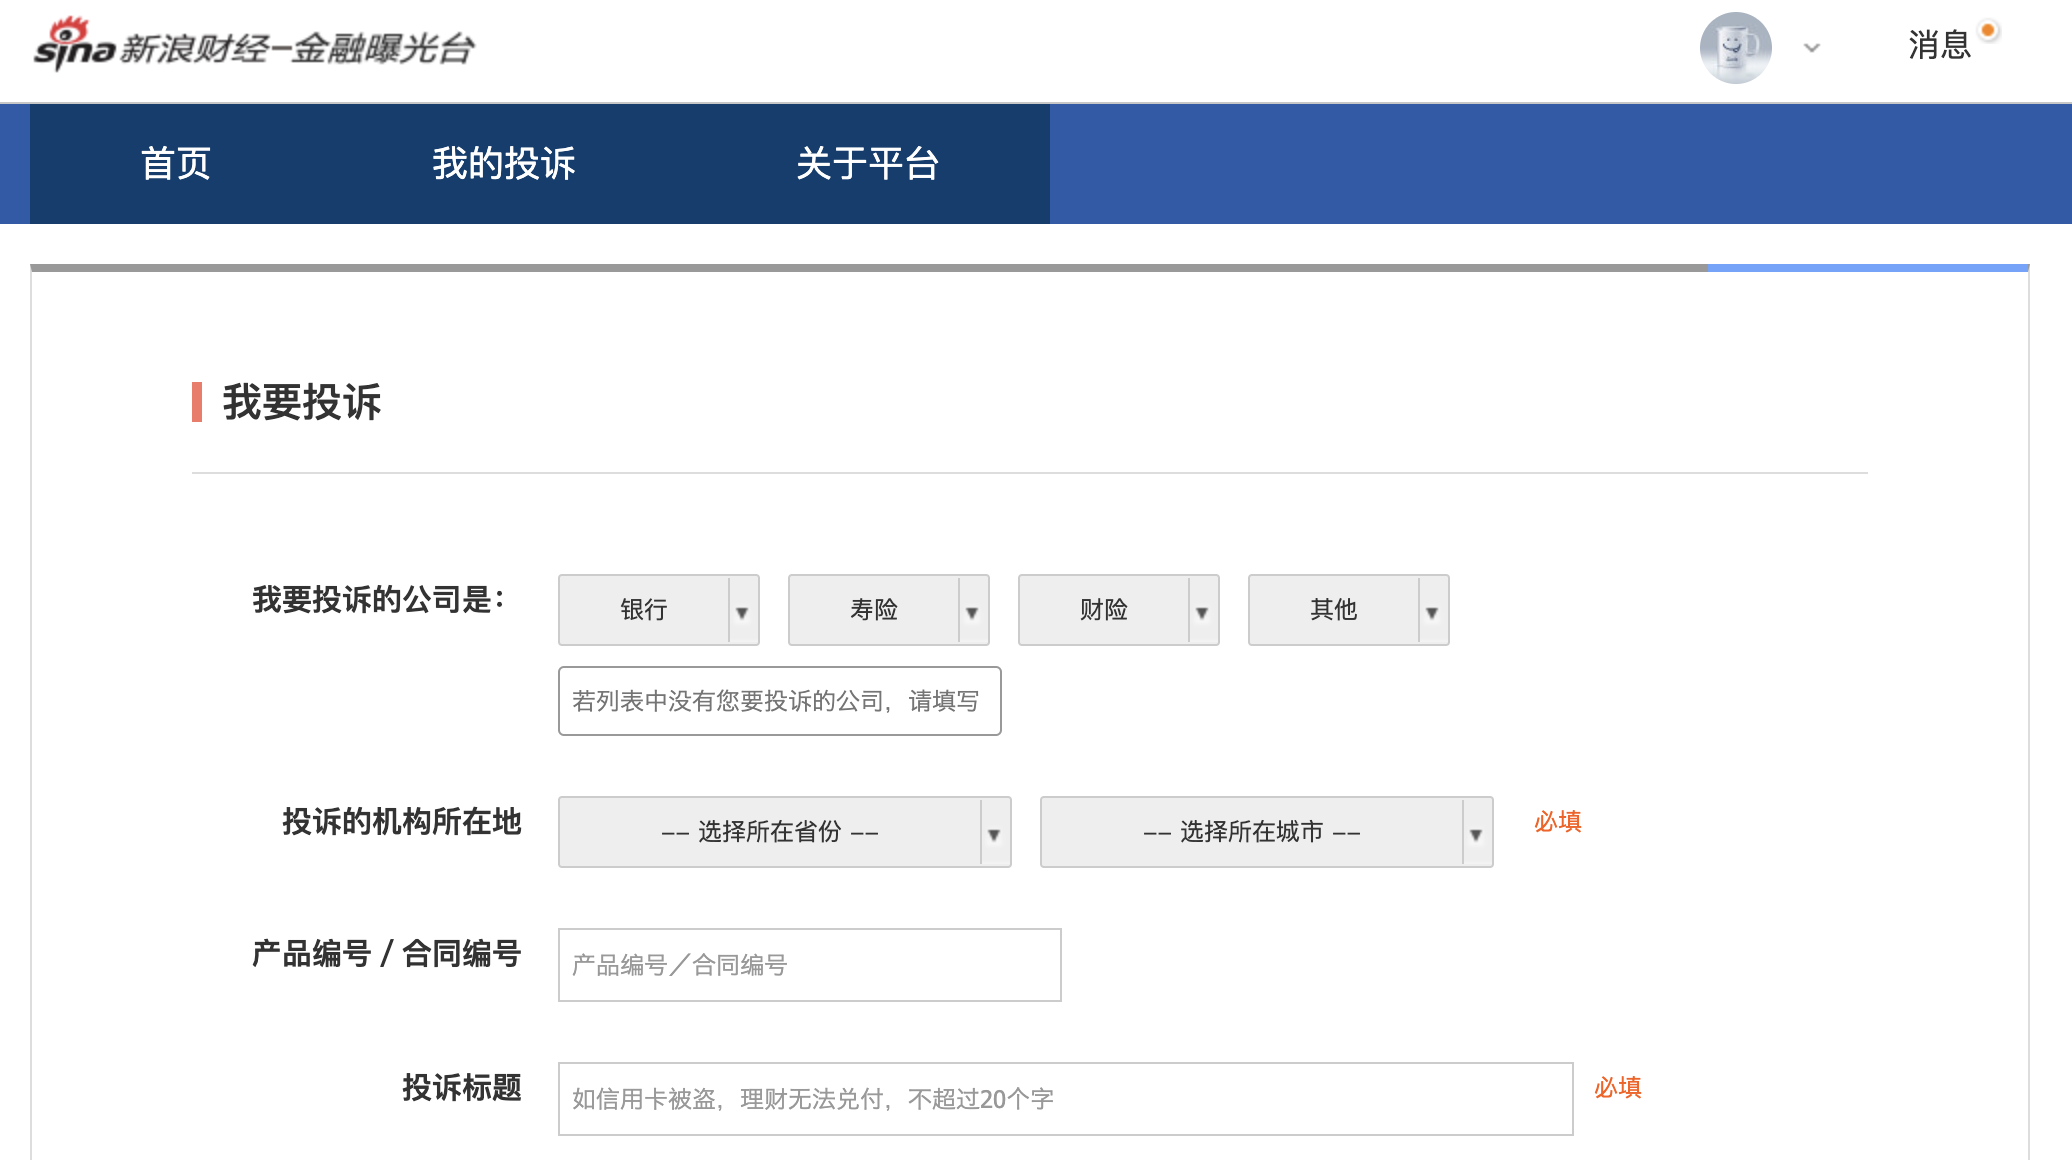 sina新浪财经-金融曝光台
消息
首页 我的投诉 关于平台
我要投诉
我要投诉的公司是： 银行 寿险 财险 其他
若列表中没有您要投诉的公司，请填写
投诉的机构所在地 -- 选择所在省份 -- -- 选择所在城市 -- 必填
产品编号 / 合同编号 产品编号／合同编号
投诉标题 如信用卡被盗，理财无法兑付，不超过20个字 必填